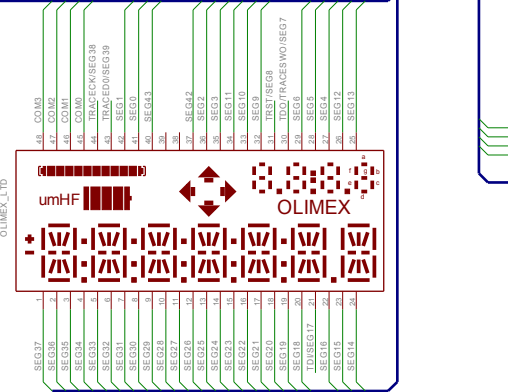 COM3
COM2
COM1
COM0
TRACECK/SEG38
TRACED0/SEG39
SEG1
SEG0
SEG43
SEG42
SEG2
SEG3
SEG11
SEG10
SEG9
TRST/SEG8
TDO/TRACESWO/SEG7
SEG6
SEG5
SEG4
SEG12
SEG13
48
47
46
45
44
43
42
41
40
39
38
37
36
35
34
33
32
31
30
29
28
27
26
25
OLIMEX_LTD
umHF
OLIMEX
a
f
b
g
e
c
d
1
2
3
4
5
6
7
8
9
10
11
12
13
14
15
16
17
18
19
20
21
22
23
24
SEG37
SEG36
SEG35
SEG34
SEG33
SEG32
SEG31
SEG30
SEG29
SEG28
SEG27
SEG26
SEG25
SEG24
SEG23
SEG22
SEG21
SEG20
SEG19
SEG18
TDI/SEG17
SEG16
SEG15
SEG14